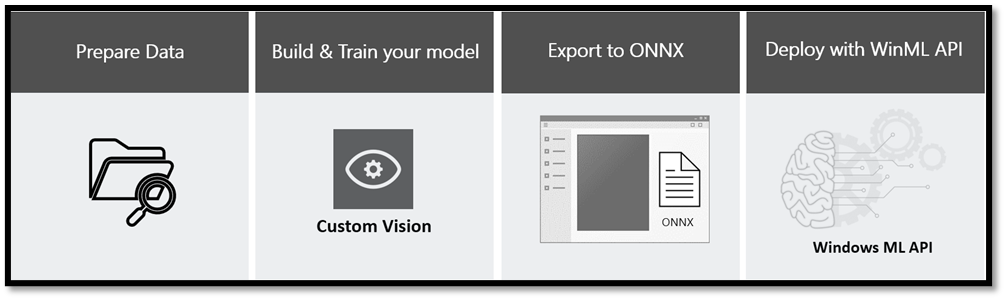 Prepare Data
Build & Train your model
Export to ONNX
Deploy with WinML API
Custom Vision
ONNX
Windows ML API